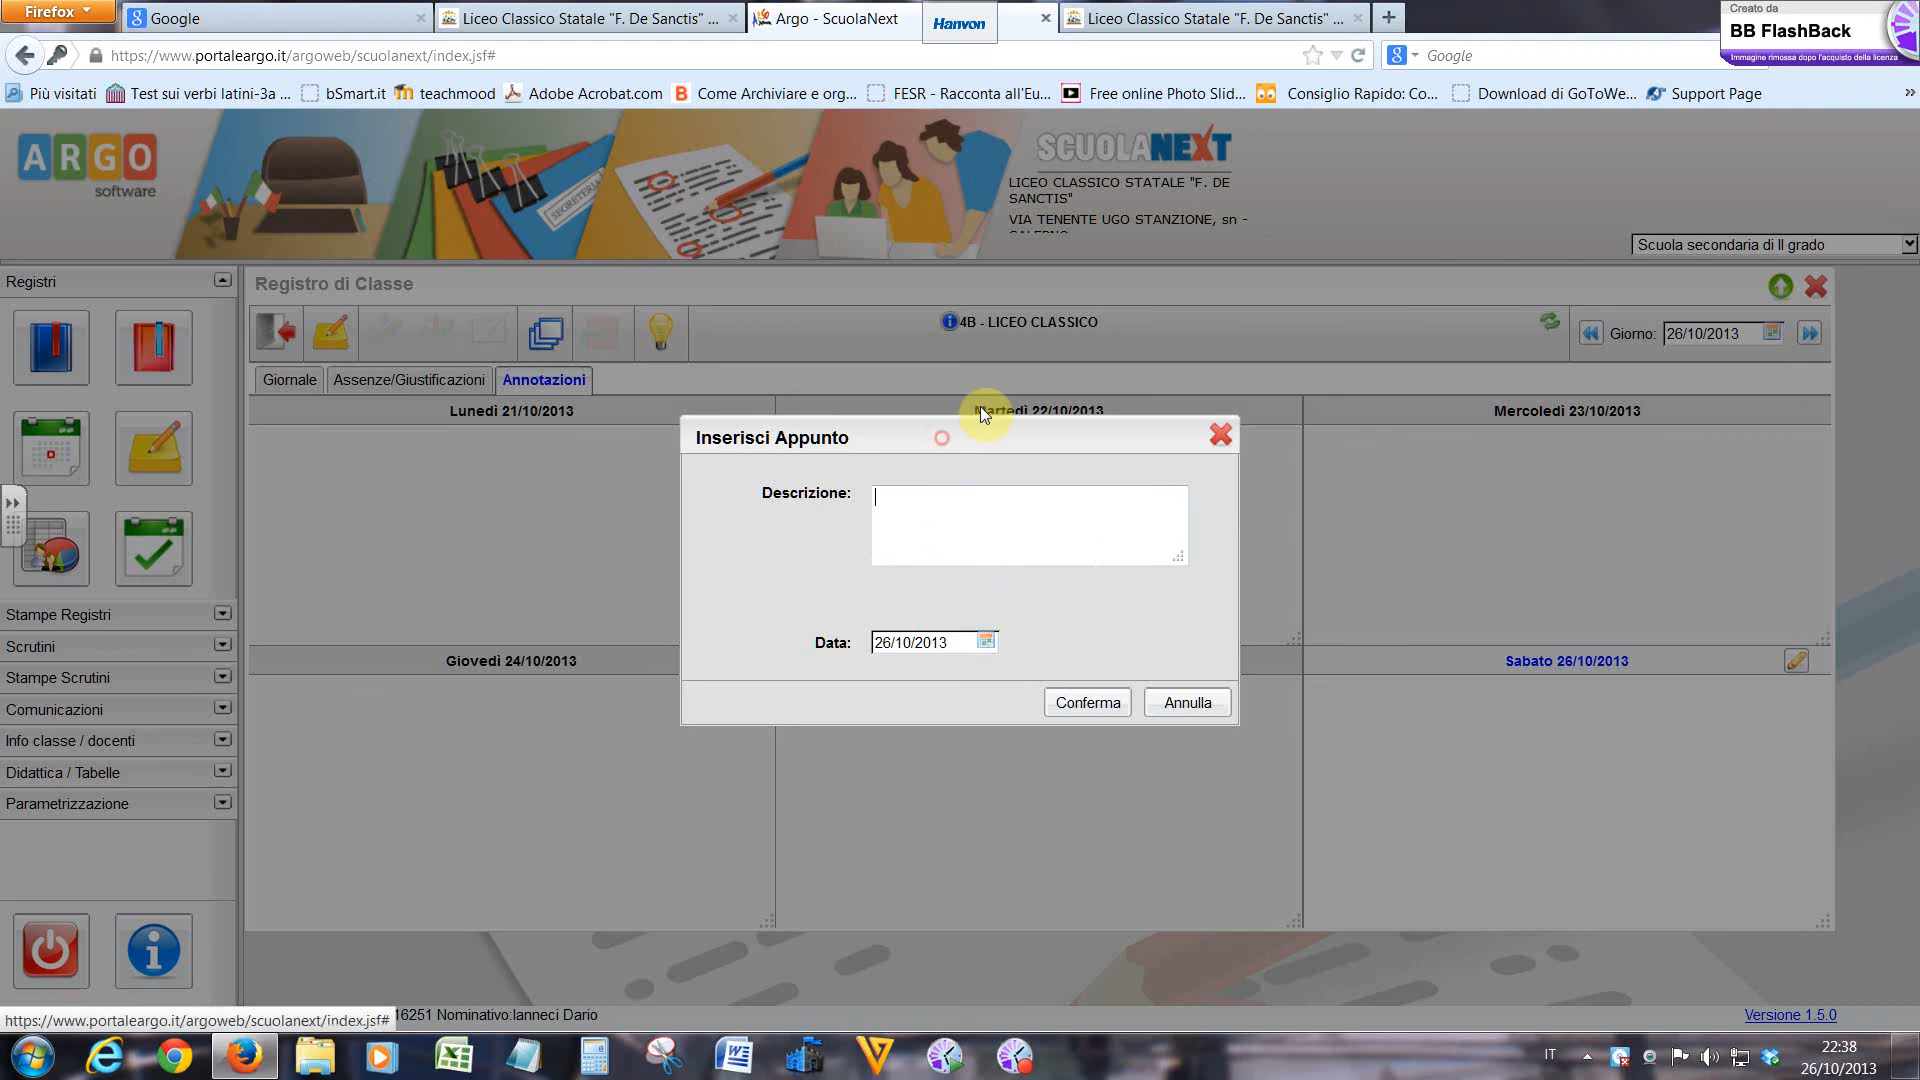 Firefox
Google
Liceo Classico Statale "F. De Sanctis" ...
Argo - ScuolaNext
Hanvon
Liceo Classico Statale "F. De Sanctis" ...
Creato da
BB FlashBack
Immagine rimossa dopo l'acquisto della licenza
https://www.portaleargo.it/argoweb/scuolanext/index.jsf#
Google
Più visitati
Test sui verbi latini-3a ...
bSmart.it
teachmood
Adobe Acrobat.com
Come Archiviare e org...
FESR - Racconta all'Eu...
Free online Photo Slid...
Consiglio Rapido: Co...
Download di GoToWe...
Support Page
ARGO
software
SEGRETERIA
SCUOLANEXT
LICEO CLASSICO STATALE "F. DE
SANCTIS"
VIA TENENTE UGO STANZIONE, sn -
Scuola secondaria di II grado
Registri
Registro di Classe
4B - LICEO CLASSICO
Giorno: 26/10/2013
Giornale
Assenze/Giustificazioni
Annotazioni
Lunedì 21/10/2013
Martedì 22/10/2013
Mercoledì 23/10/2013
Inserisci Appunto
Descrizione:
Data: 26/10/2013
Conferma
Annulla
Giovedì 24/10/2013
Sabato 26/10/2013
Stampe Registri
Scrutini
Stampe Scrutini
Comunicazioni
Info classe / docenti
Didattica / Tabelle
Parametrizzazione
https://www.portaleargo.it/argoweb/scuolanext/index.jsf#
16251 Nominativo:Ianneci Dario
Versione 1.5.0
IT
22:38
26/10/2013